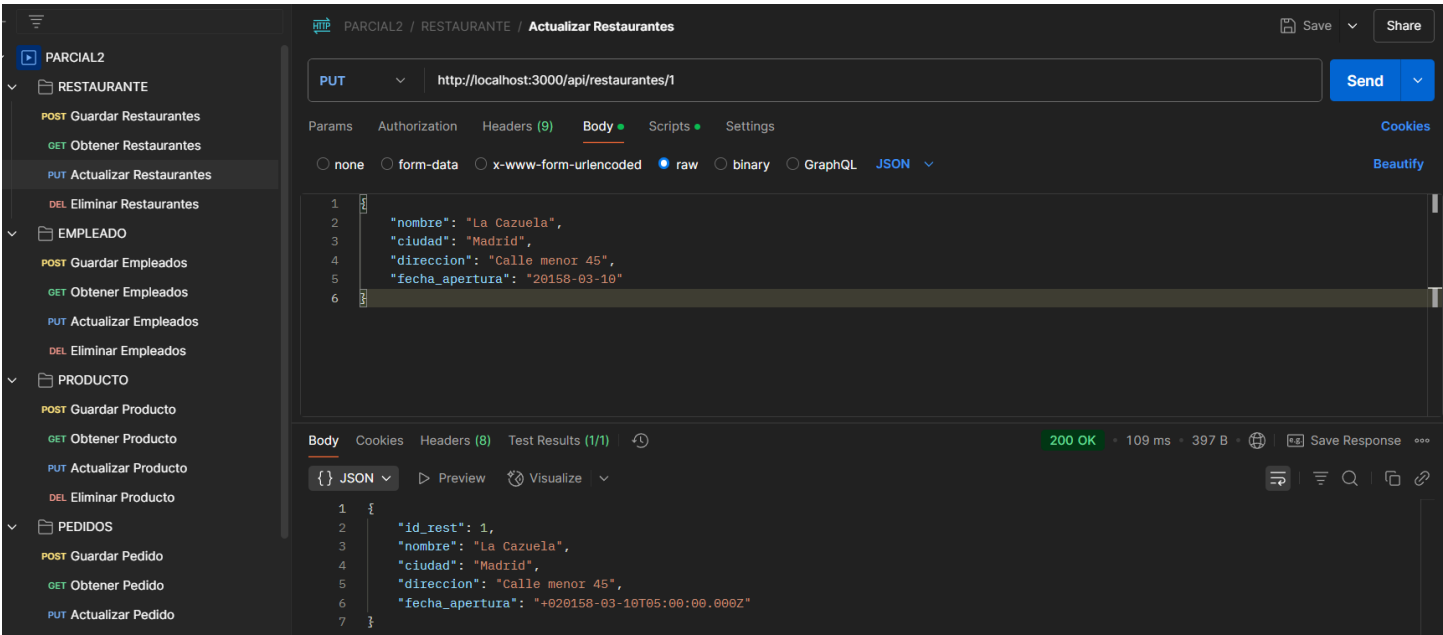 HTTP PARCIAL2 / RESTAURANTE / Actualizar Restaurantes Save Share
PARCIAL2
RESTAURANTE
POST Guardar Restaurantes
GET Obtener Restaurantes
PUT Actualizar Restaurantes
DEL Eliminar Restaurantes
EMPLEADO
POST Guardar Empleados
GET Obtener Empleados
PUT Actualizar Empleados
DEL Eliminar Empleados
PRODUCTO
POST Guardar Producto
GET Obtener Producto
PUT Actualizar Producto
DEL Eliminar Producto
PEDIDOS
POST Guardar Pedido
GET Obtener Pedido
PUT Actualizar Pedido
PUT http://localhost:3000/api/restaurantes/1 Send
Params Authorization Headers (9) Body Scripts Settings Cookies
none form-data x-www-form-urlencoded raw binary GraphQL JSON Beautify
1 {
2 "nombre": "La Cazuela",
3 "ciudad": "Madrid",
4 "direccion": "Calle menor 45",
5 "fecha_apertura": "20158-03-10"
6 }
Body Cookies Headers (8) Test Results (1/1) 200 OK 109 ms 397 B e.g. Save Response
{} JSON Preview Visualize
1 {
2 "id_rest": 1,
3 "nombre": "La Cazuela",
4 "ciudad": "Madrid",
5 "direccion": "Calle menor 45",
6 "fecha_apertura": "+020158-03-10T05:00:00.000Z"
7 }